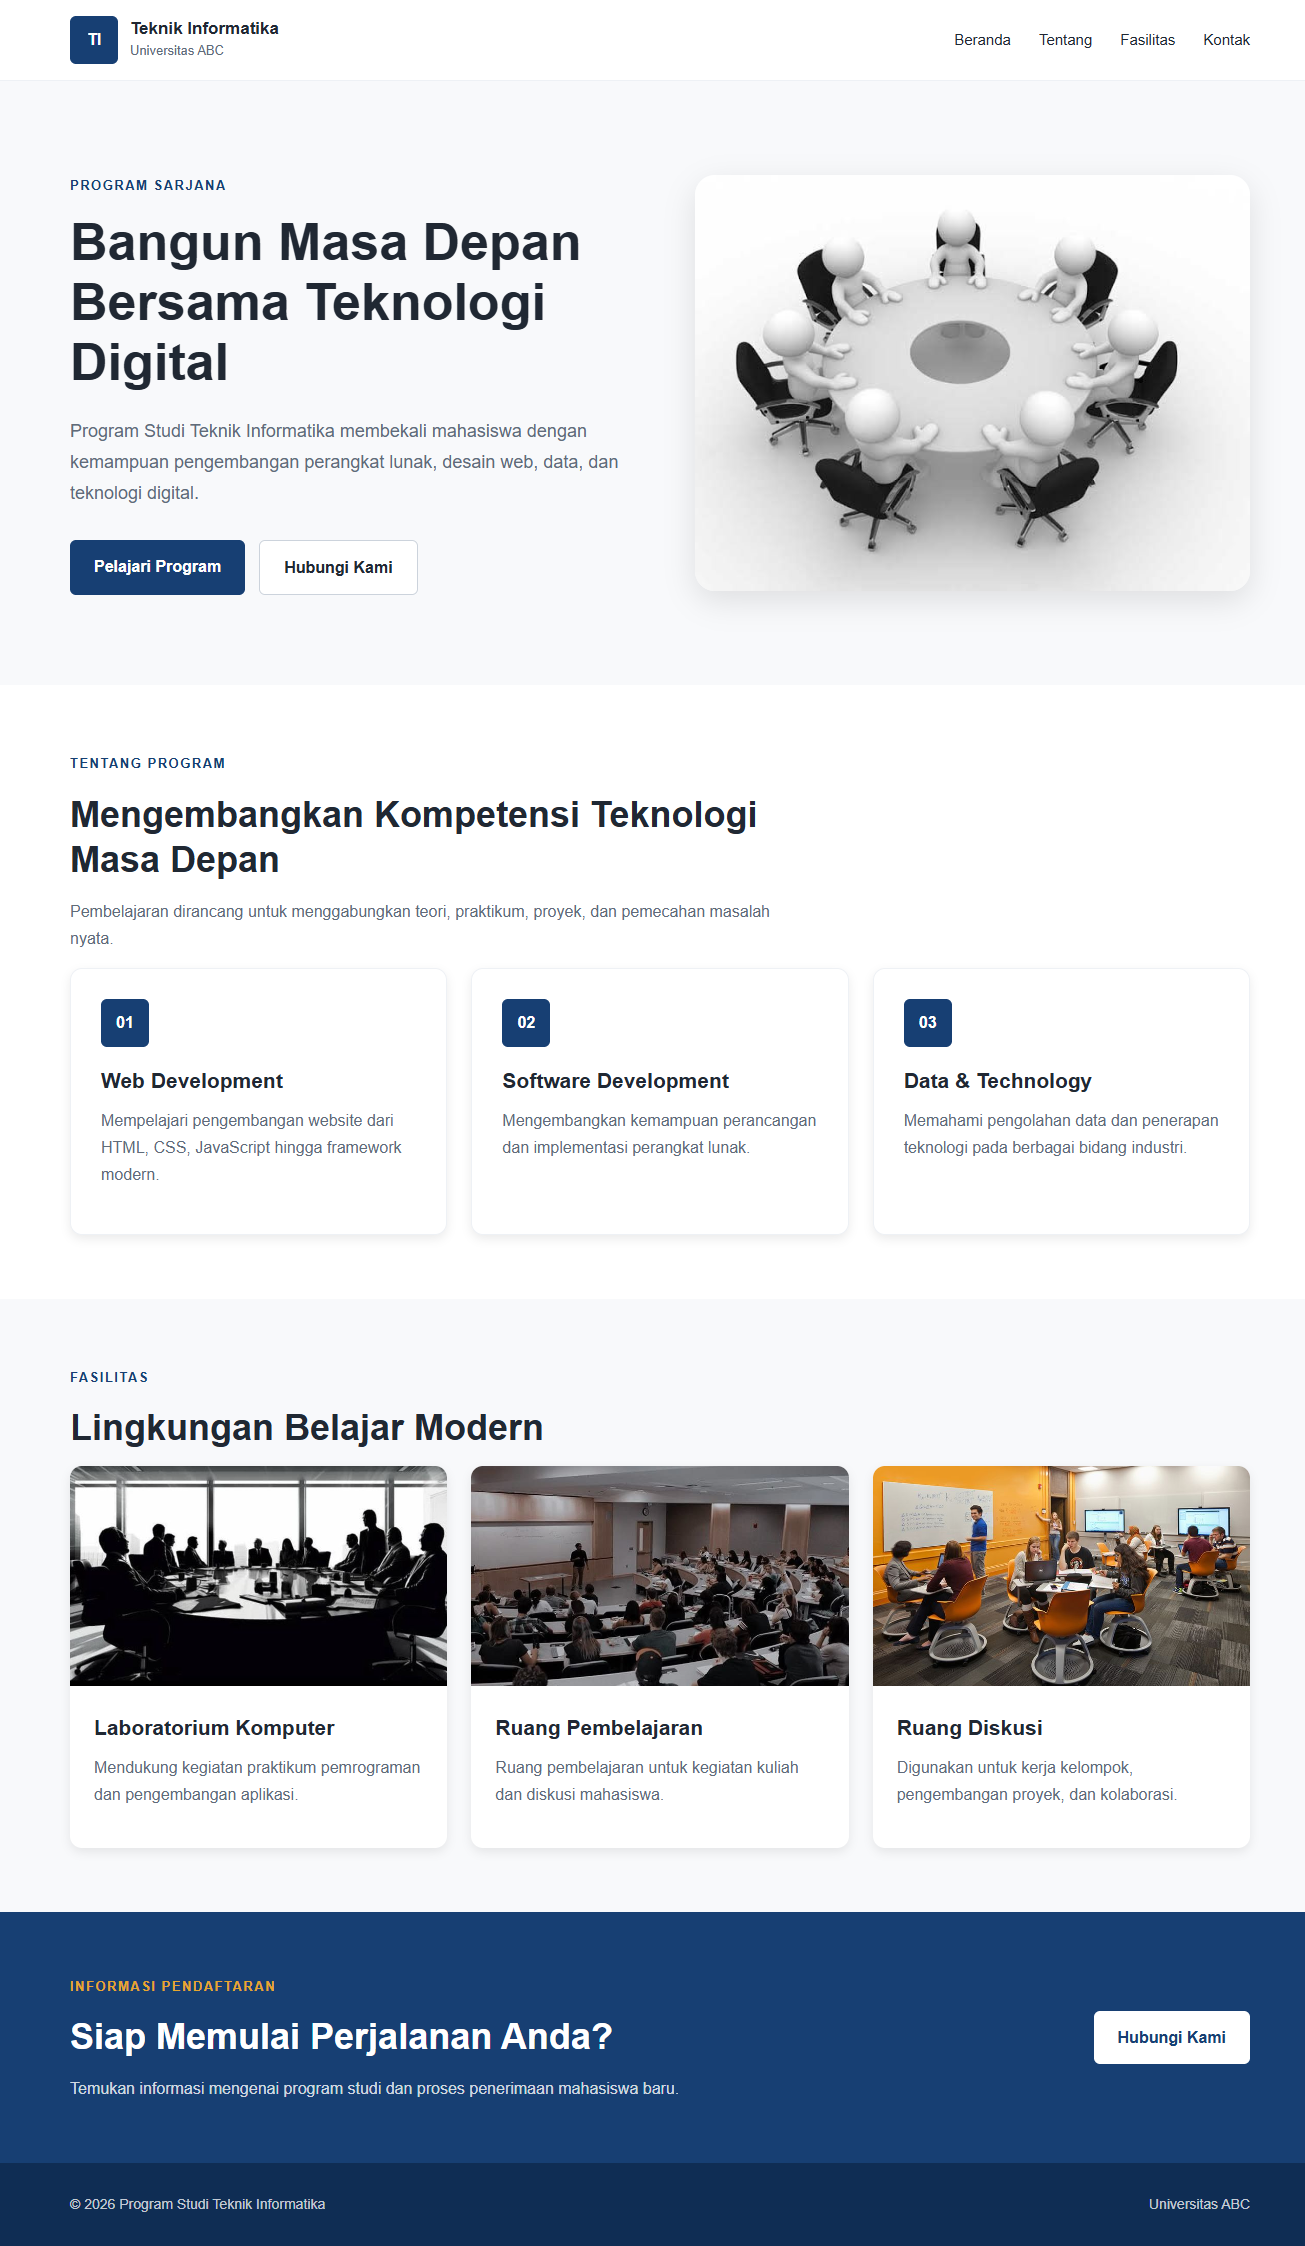 TI
Teknik Informatika
Universitas ABC
Beranda Tentang Fasilitas Kontak
PROGRAM SARJANA
Bangun Masa Depan
Bersama Teknologi
Digital
Program Studi Teknik Informatika membekali mahasiswa dengan
kemampuan pengembangan perangkat lunak, desain web, data, dan
teknologi digital.
Pelajari Program Hubungi Kami
TENTANG PROGRAM
Mengembangkan Kompetensi Teknologi
Masa Depan
Pembelajaran dirancang untuk menggabungkan teori, praktikum, proyek, dan pemecahan masalah
nyata.
01
Web Development
Mempelajari pengembangan website dari
HTML, CSS, JavaScript hingga framework
modern.
02
Software Development
Mengembangkan kemampuan perancangan
dan implementasi perangkat lunak.
03
Data & Technology
Memahami pengolahan data dan penerapan
teknologi pada berbagai bidang industri.
FASILITAS
Lingkungan Belajar Modern
Laboratorium Komputer
Mendukung kegiatan praktikum pemrograman
dan pengembangan aplikasi.
Ruang Pembelajaran
Ruang pembelajaran untuk kegiatan kuliah
dan diskusi mahasiswa.
Ruang Diskusi
Digunakan untuk kerja kelompok,
pengembangan proyek, dan kolaborasi.
INFORMASI PENDAFTARAN
Siap Memulai Perjalanan Anda?
Temukan informasi mengenai program studi dan proses penerimaan mahasiswa baru.
Hubungi Kami
© 2026 Program Studi Teknik Informatika
Universitas ABC